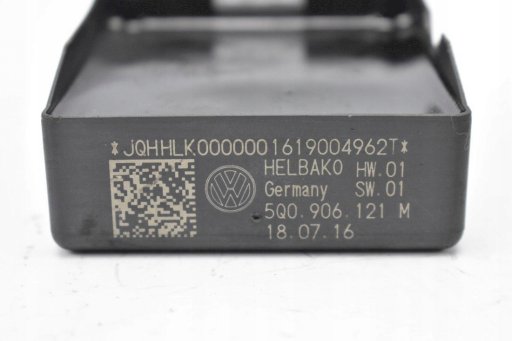 *JQHHLK0000001619004962T*
HELBAKO HW.01
Germany SW.01
5Q0.906.121 M
18.07.16